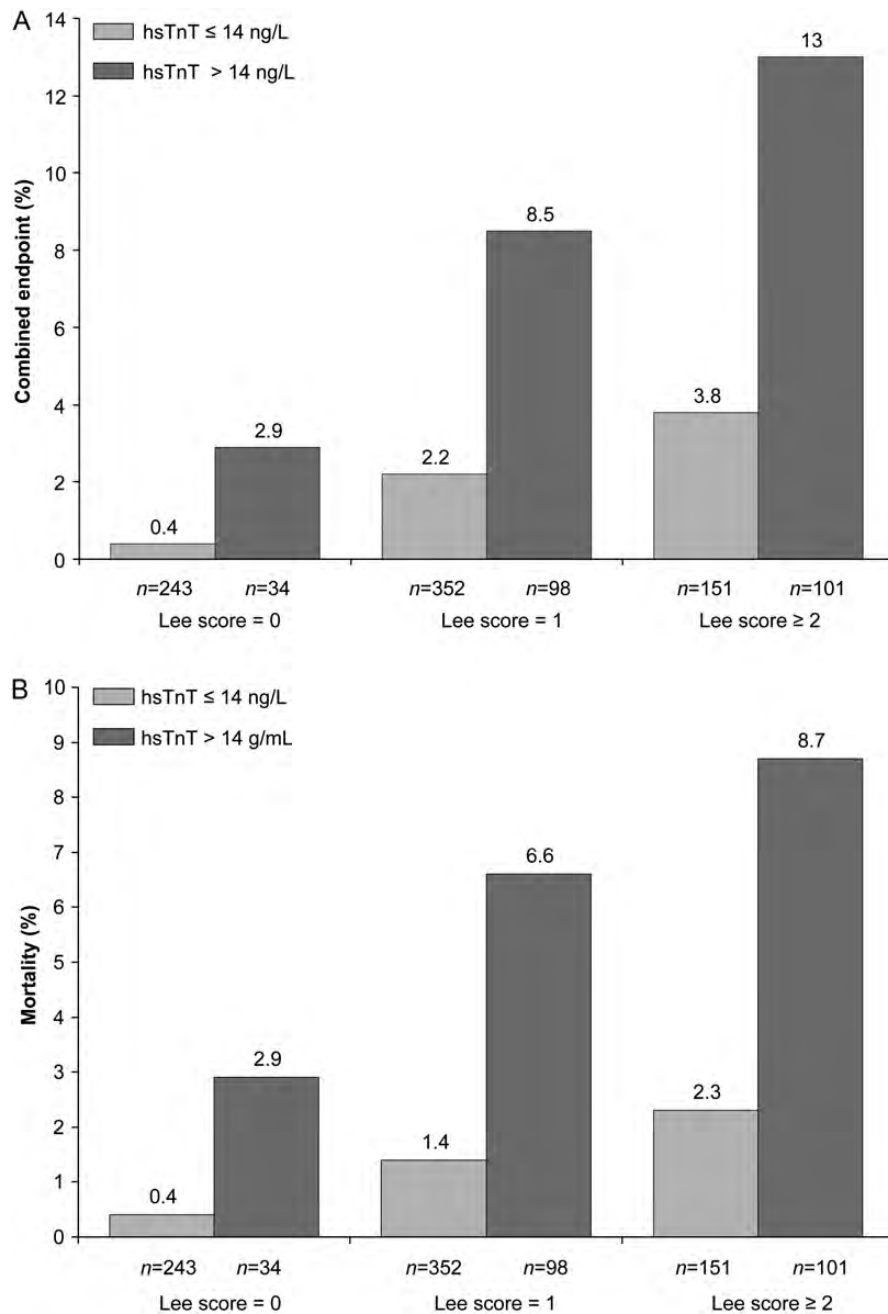 A
hsTnT ≤ 14 ng/L
hsTnT > 14 ng/L
Combined endpoint (%)
14
12
10
8
6
4
2
0
0.4
2.9
2.2
8.5
3.8
13
n=243 n=34 n=352 n=98 n=151 n=101
Lee score = 0 Lee score = 1 Lee score ≥ 2
B
hsTnT ≤ 14 ng/L
hsTnT > 14 g/mL
Mortality (%)
10
9
8
7
6
5
4
3
2
1
0
0.4
2.9
1.4
6.6
2.3
8.7
n=243 n=34 n=352 n=98 n=151 n=101
Lee score = 0 Lee score = 1 Lee score ≥ 2